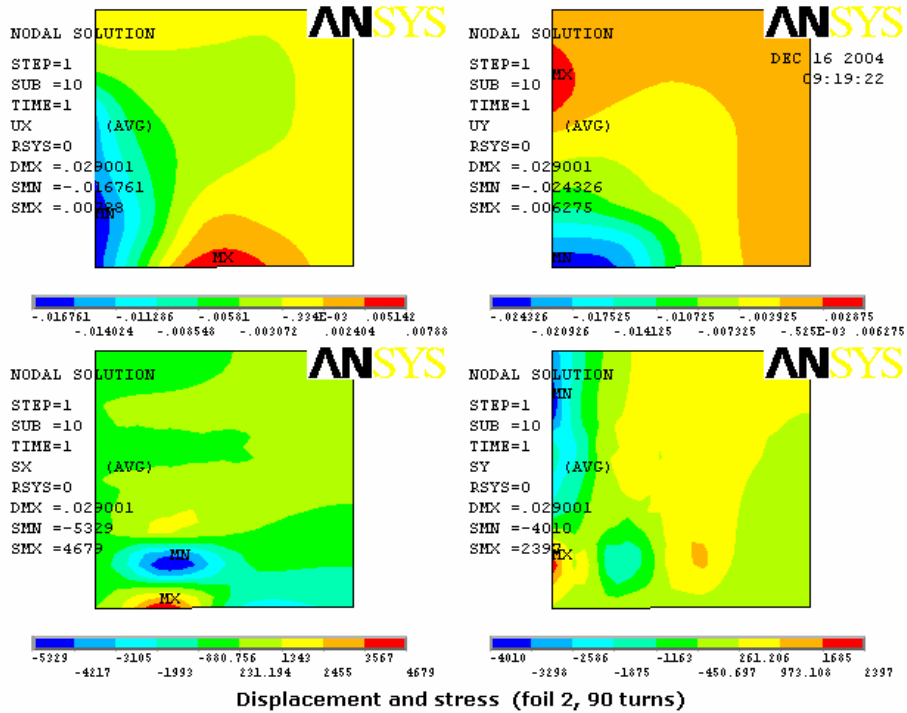 ANSYS
NODAL SOLUTION
STEP=1
SUB =10
TIME=1
UX (AVG)
RSYS=0
DMX =.029001
SMN =-.016761
SMX =.00788
MN
MX
-.016761 -.011286 -.00581 -.334E-03 .005142
-.014024 -.008548 -.003072 .002404 .00788
ANSYS
NODAL SOLUTION
DEC 16 2004
09:19:22
STEP=1
SUB =10
TIME=1
UY (AVG)
RSYS=0
DMX =.029001
SMN =-.024326
SMX =.006275
MX
MN
-.024326 -.017525 -.010725 -.003925 .002875
-.020926 -.014125 -.007325 -.525E-03 .006275
ANSYS
NODAL SOLUTION
STEP=1
SUB =10
TIME=1
SX (AVG)
RSYS=0
DMX =.029001
SMN =-5329
SMX =4679
MN
MX
-5329 -3105 -880.756 1343 3567
-4217 -1993 231.194 2455 4679
ANSYS
NODAL SOLUTION
STEP=1
SUB =10
TIME=1
SY (AVG)
RSYS=0
DMX =.029001
SMN =-4010
SMX =2397
MN
MX
-4010 -2586 -1163 261.206 1685
-3298 -1875 -450.697 973.108 2397
Displacement and stress (foil 2, 90 turns)